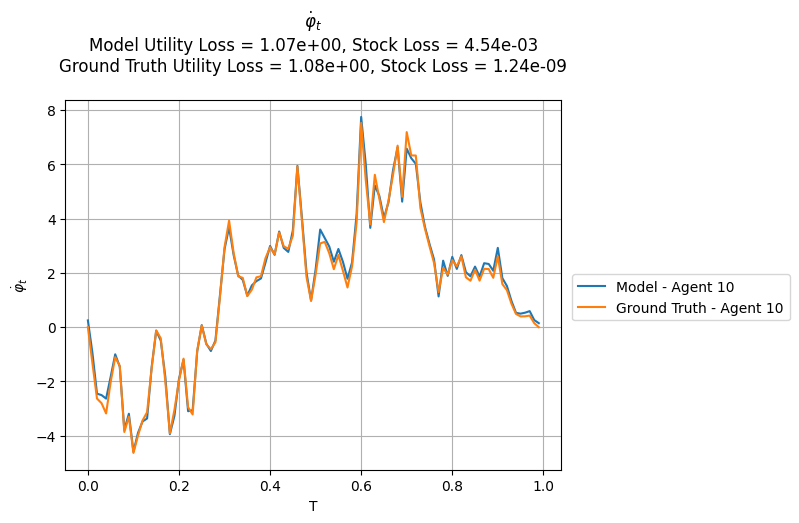 φ̇ₜ
Model Utility Loss = 1.07e+00, Stock Loss = 4.54e-03
Ground Truth Utility Loss = 1.08e+00, Stock Loss = 1.24e-09
8
6
4
2
0
−2
−4
φ̇ₜ
0.0 0.2 0.4 0.6 0.8 1.0
T
Model - Agent 10
Ground Truth - Agent 10